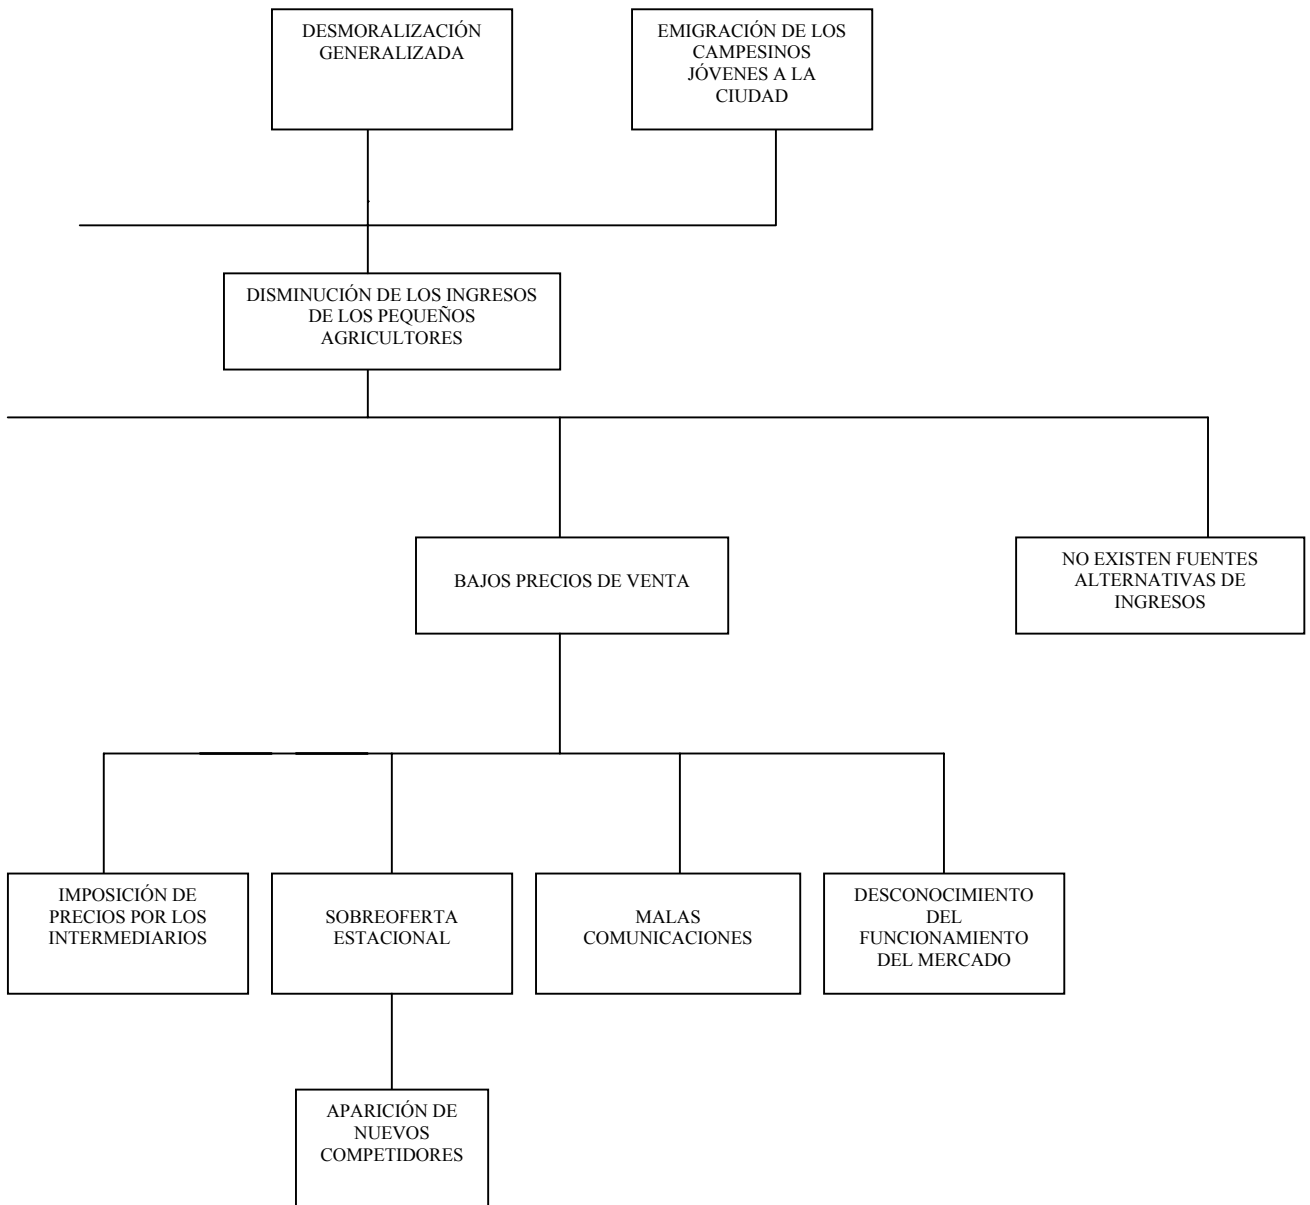 DESMORALIZACIÓN
GENERALIZADA
EMIGRACIÓN DE LOS
CAMPESINOS
JÓVENES A LA
CIUDAD
DISMINUCIÓN DE LOS INGRESOS
DE LOS PEQUEÑOS
AGRICULTORES
BAJOS PRECIOS DE VENTA
NO EXISTEN FUENTES
ALTERNATIVAS DE
INGRESOS
IMPOSICIÓN DE
PRECIOS POR LOS
INTERMEDIARIOS
SOBREOFERTA
ESTACIONAL
MALAS
COMUNICACIONES
DESCONOCIMIENTO
DEL
FUNCIONAMIENTO
DEL MERCADO
APARICIÓN DE
NUEVOS
COMPETIDORES